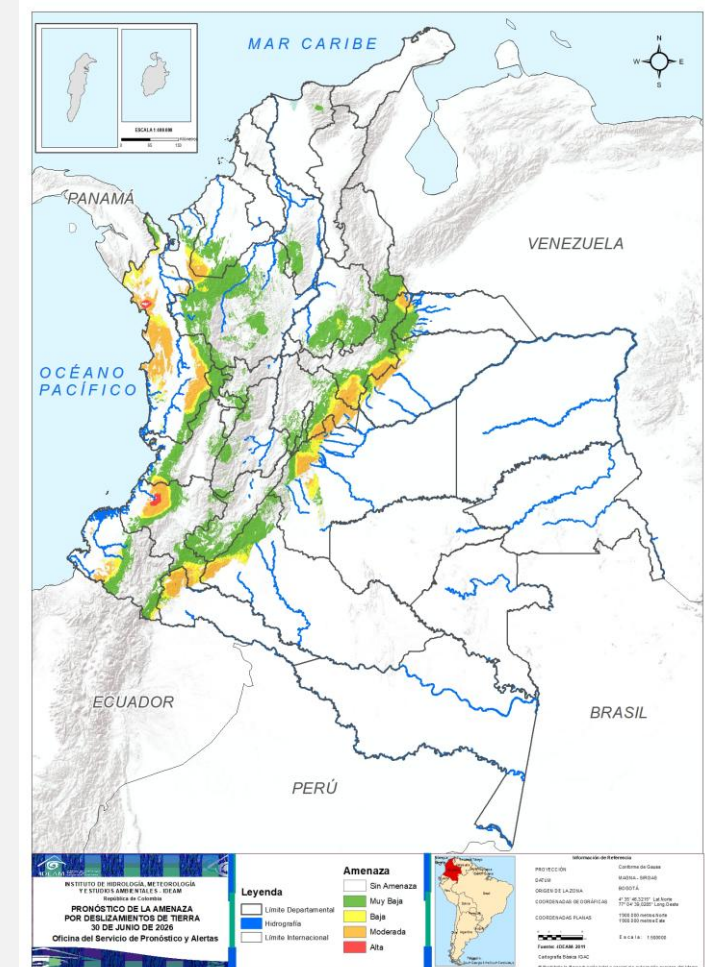 MAR CARIBE
N
W
E
S
PANAMÁ
VENEZUELA
OCÉANO
PACÍFICO
ECUADOR
BRASIL
PERÚ
IDEAM
INSTITUTO DE HIDROLOGÍA, METEOROLOGÍA
Y ESTUDIOS AMBIENTALES - IDEAM
República de Colombia
PRONÓSTICO DE LA AMENAZA
POR DESLIZAMIENTOS DE TIERRA
30 DE JUNIO DE 2026
Oficina del Servicio de Pronóstico y Alertas
Leyenda
Límite Departamental
Hidrografía
Límite Internacional
Amenaza
Sin Amenaza
Muy Baja
Baja
Moderada
Alta
Información de Referencia
PROYECCIÓN
Conforme de Gauss
DATUM
MAGNA - SIRGAS
ORIGEN DE LA ZONA
BOGOTÁ
COORDENADAS GEOGRÁFICAS
COORDENADAS PLANAS
Fuente: IDEAM 2011
Cartografía Básica IGAC